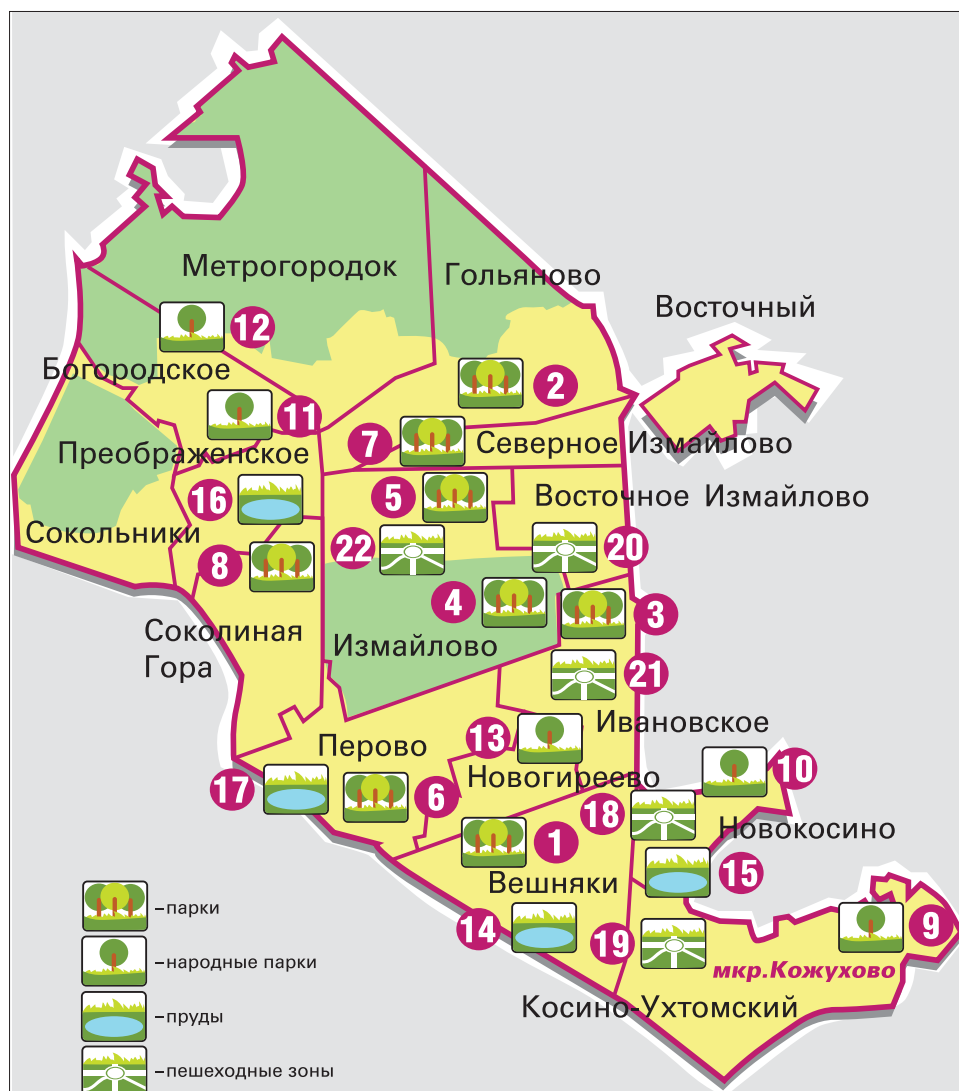 Метрогородок
Гольяново
Восточный
12
Богородское
2
11
7
Северное Измайлово
Преображенское
5
16
Восточное Измайлово
Сокольники
22
20
8
4
3
Соколиная
Гора
Измайлово
21
Ивановское
Перово
13
Новогиреево
10
17
6
18
Новокосино
1
15
Вешняки
14
19
9
мкр.Кожухово
Косино-Ухтомский
–парки
–народные парки
–пруды
–пешеходные зоны